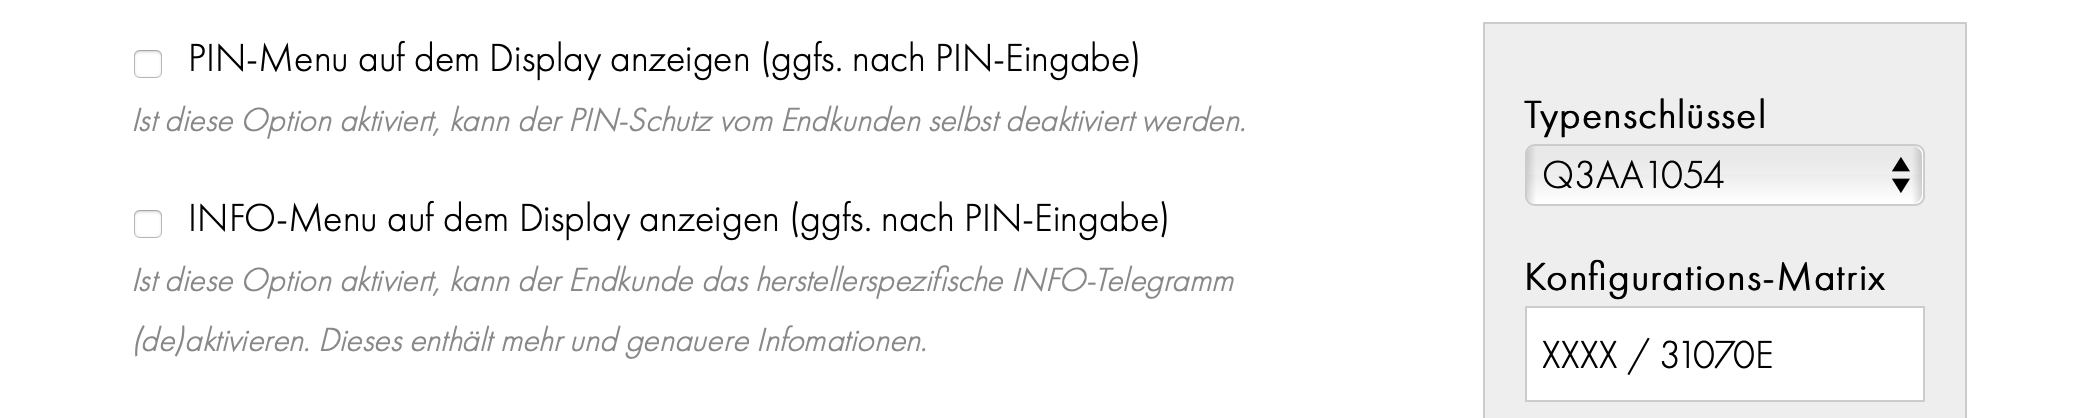 PIN-Menu auf dem Display anzeigen (ggfs. nach PIN-Eingabe)
Ist diese Option aktiviert, kann der PIN-Schutz vom Endkunden selbst deaktiviert werden.
INFO-Menu auf dem Display anzeigen (ggfs. nach PIN-Eingabe)
Ist diese Option aktiviert, kann der Endkunde das herstellerspezifische INFO-Telegramm
(de)aktivieren. Dieses enthält mehr und genauere Infomationen.
Typenschlüssel
Q3AA1054
Konfigurations-Matrix
XXXX / 31070E